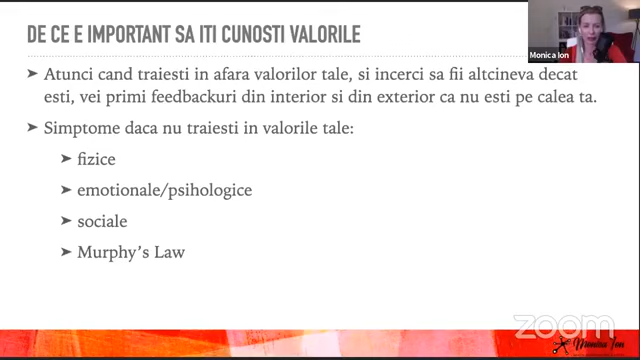 DE CE E IMPORTANT SA ITI CUNOSTI VALORILE
Monica Ion
➤ Atunci cand traiesti in afara valorilor tale, si incerci sa fii altcineva decat
esti, vei primi feedbackuri din interior si din exterior ca nu esti pe calea ta.
➤ Simptome daca nu traiesti in valorile tale:
➤ fizice
➤ emotionale/psihologice
➤ sociale
➤ Murphy's Law
zoom
Monica Ion